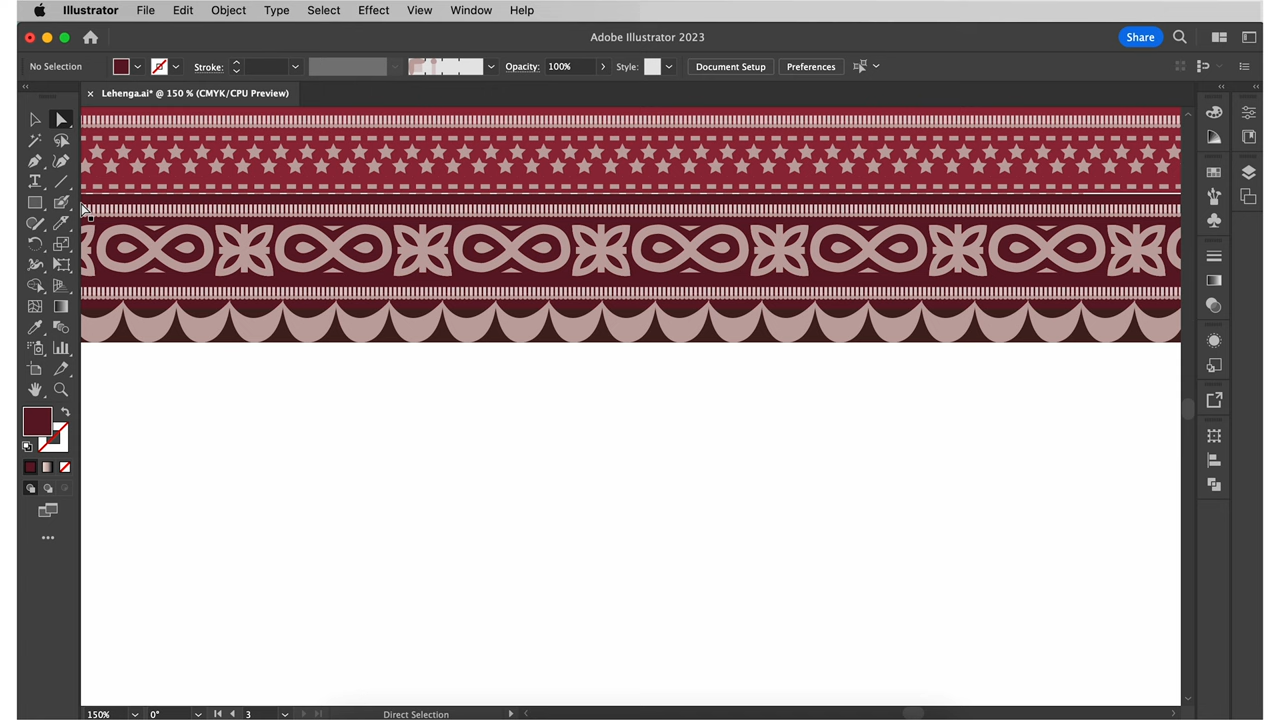 Illustrator File Edit Object Type Select Effect View Window Help
Adobe Illustrator 2023
Share
No Selection Stroke: Opacity: 100% Style: Document Setup Preferences
× Lehenga.ai* @ 150 % (CMYK/CPU Preview)
150% 0° 3 Direct Selection